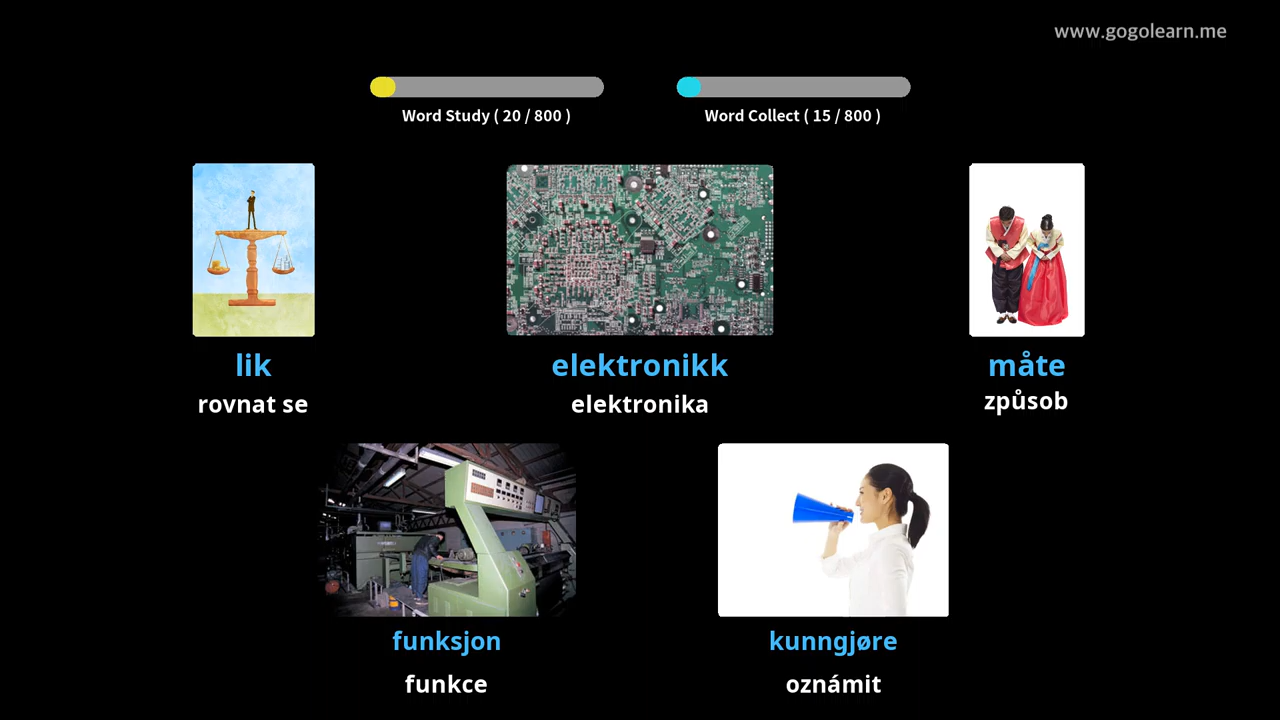 www.gogolearn.me
Word Study ( 20 / 800 )
Word Collect ( 15 / 800 )
lik
rovnat se
elektronikk
elektronika
måte
způsob
funksjon
funkce
kunngjøre
oznámit